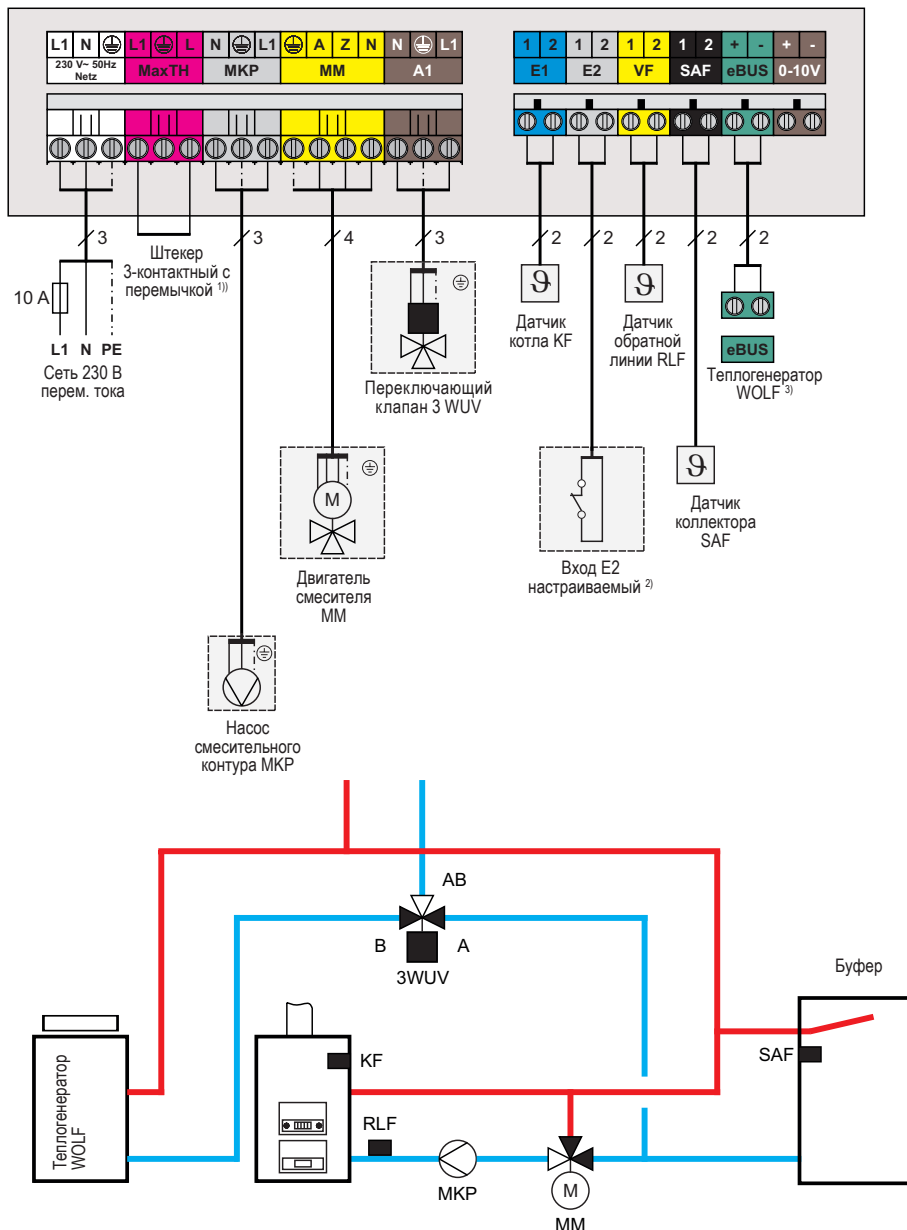 L1 N L1 L N L1 A Z N N L1 1 2 1 2 1 2 1 2 + - + -
230 V~ 50Hz
Netz
MaxTH MKP MM A1 E1 E2 VF SAF eBUS 0-10V
3 3 4 3 2 2 2 2 2
Штекер
3-контактный с
перемычкой 1))
10 A
L1 N PE
Сеть 230 В
перем. тока
Переключающий
клапан 3 WUV
ϑ
Датчик
котла KF
ϑ
Датчик
обратной
линии RLF
eBUS
Теплогенератор
WOLF 3)
M
Двигатель
смесителя
ММ
Вход E2
настраиваемый 2)
ϑ
Датчик
коллектора
SAF
Насос
смесительного
контура MKP
AB
B A
3WUV
Буфер
Теплогенератор
WOLF
KF
SAF
RLF
MKP
M
MM